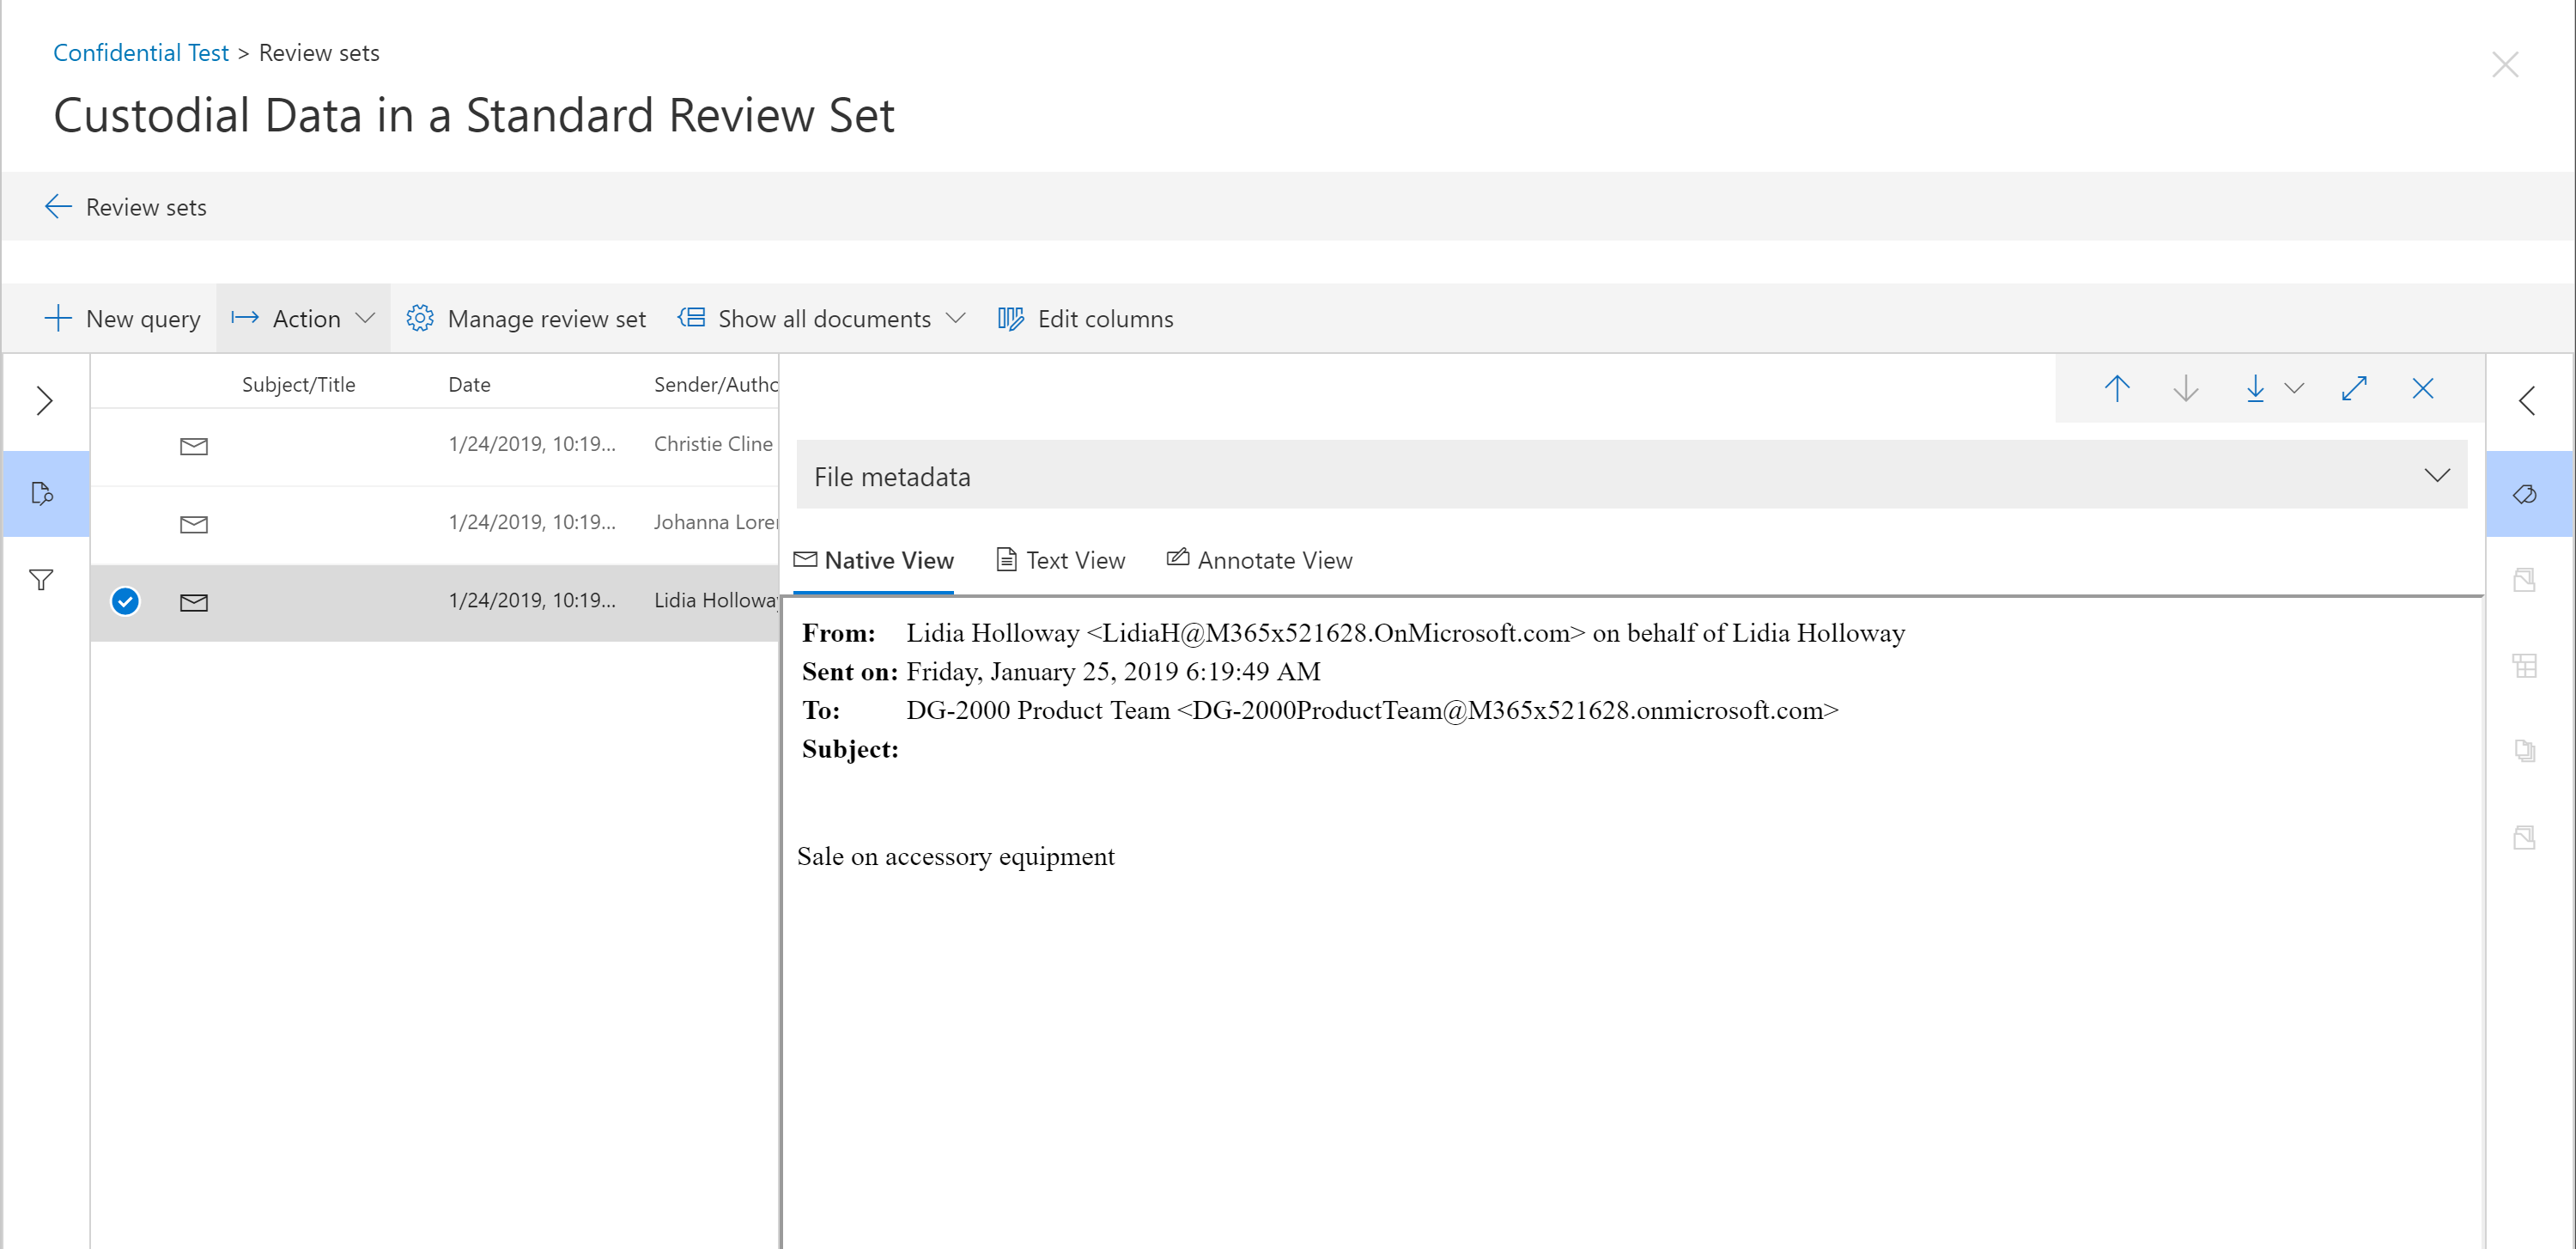 Confidential Test > Review sets
Custodial Data in a Standard Review Set
Review sets
New query Action Manage review set Show all documents Edit columns
Subject/Title Date Sender/Autho
1/24/2019, 10:19... Christie Cline
1/24/2019, 10:19... Johanna Lorer
1/24/2019, 10:19... Lidia Holloway
File metadata
Native View Text View Annotate View
From: Lidia Holloway <LidiaH@M365x521628.OnMicrosoft.com> on behalf of Lidia Holloway
Sent on: Friday, January 25, 2019 6:19:49 AM
To: DG-2000 Product Team <DG-2000ProductTeam@M365x521628.onmicrosoft.com>
Subject:
Sale on accessory equipment